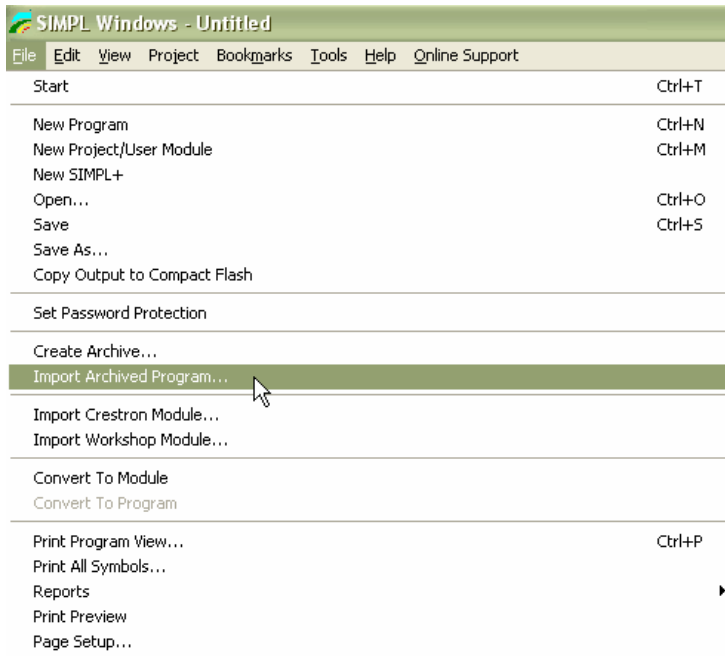 SIMPL Windows - Untitled
File Edit View Project Bookmarks Tools Help Online Support
Start Ctrl+T
New Program Ctrl+N
New Project/User Module Ctrl+M
New SIMPL+
Open... Ctrl+O
Save Ctrl+S
Save As...
Copy Output to Compact Flash
Set Password Protection
Create Archive...
Import Archived Program...
Import Crestron Module...
Import Workshop Module...
Convert To Module
Convert To Program
Print Program View... Ctrl+P
Print All Symbols...
Reports
Print Preview
Page Setup...